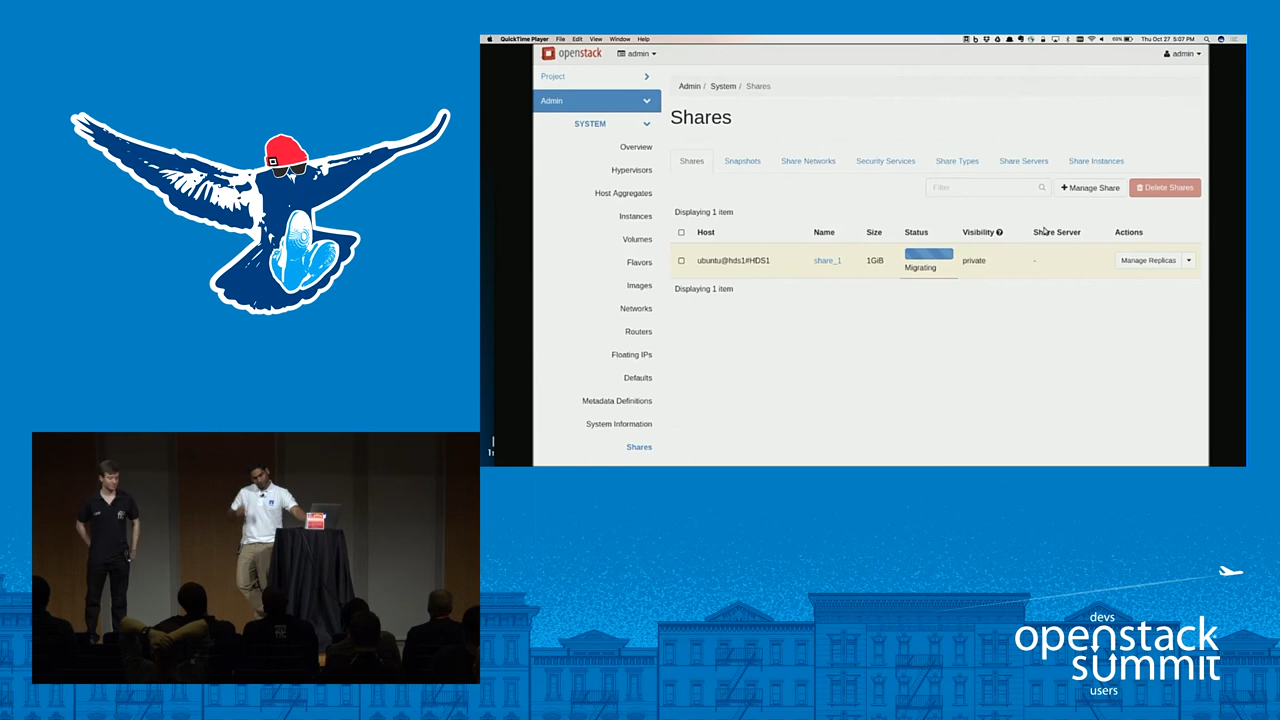 QuickTime Player File Edit View Window Help
69% Thu Oct 27 5:07 PM
openstack admin
admin
Project
Admin
SYSTEM
Overview
Hypervisors
Host Aggregates
Instances
Volumes
Flavors
Images
Networks
Routers
Floating IPs
Defaults
Metadata Definitions
System Information
Shares
Admin / System / Shares
Shares
Shares Snapshots Share Networks Security Services Share Types Share Servers Share Instances
Filter
Manage Share
Delete Shares
Displaying 1 item
Host Name Size Status Visibility Share Server Actions
ubuntu@hds1#HDS1 share_1 1GiB Migrating private - Manage Replicas
Displaying 1 item
devs
openstack
summit
users